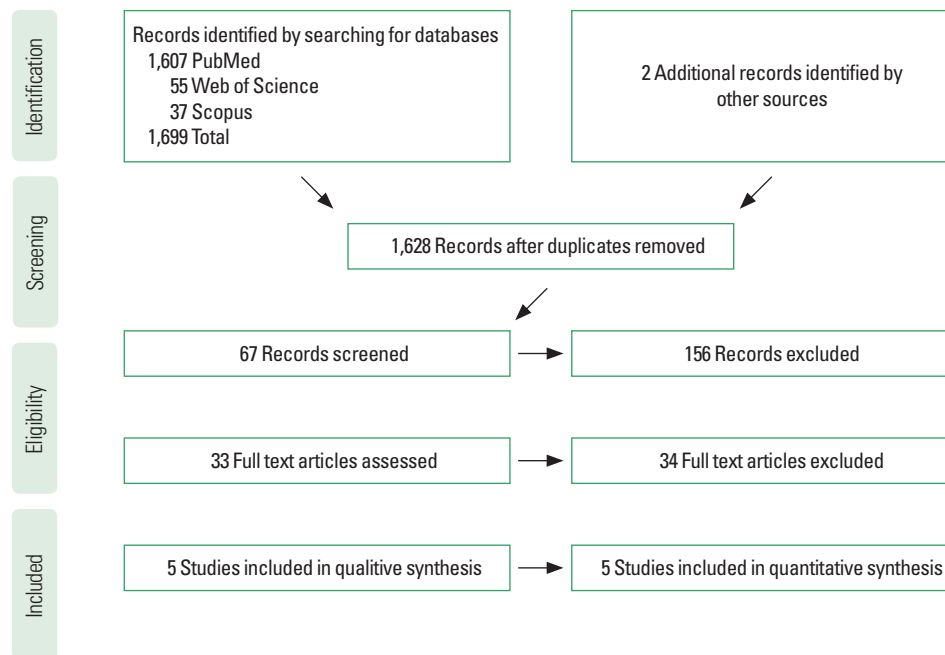 Identification
Records identified by searching for databases
1,607 PubMed
55 Web of Science
37 Scopus
1,699 Total
2 Additional records identified by
other sources
Screening
1,628 Records after duplicates removed
Eligibility
67 Records screened
156 Records excluded
33 Full text articles assessed
34 Full text articles excluded
Included
5 Studies included in qualitive synthesis
5 Studies included in quantitative synthesis